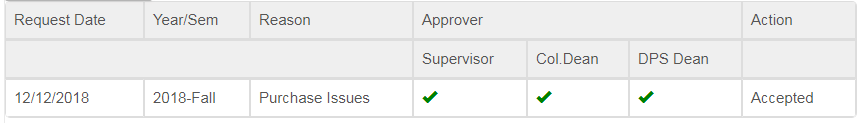 Request Date Year/Sem Reason Approver Action
Supervisor Col.Dean DPS Dean
12/12/2018 2018-Fall Purchase Issues Accepted